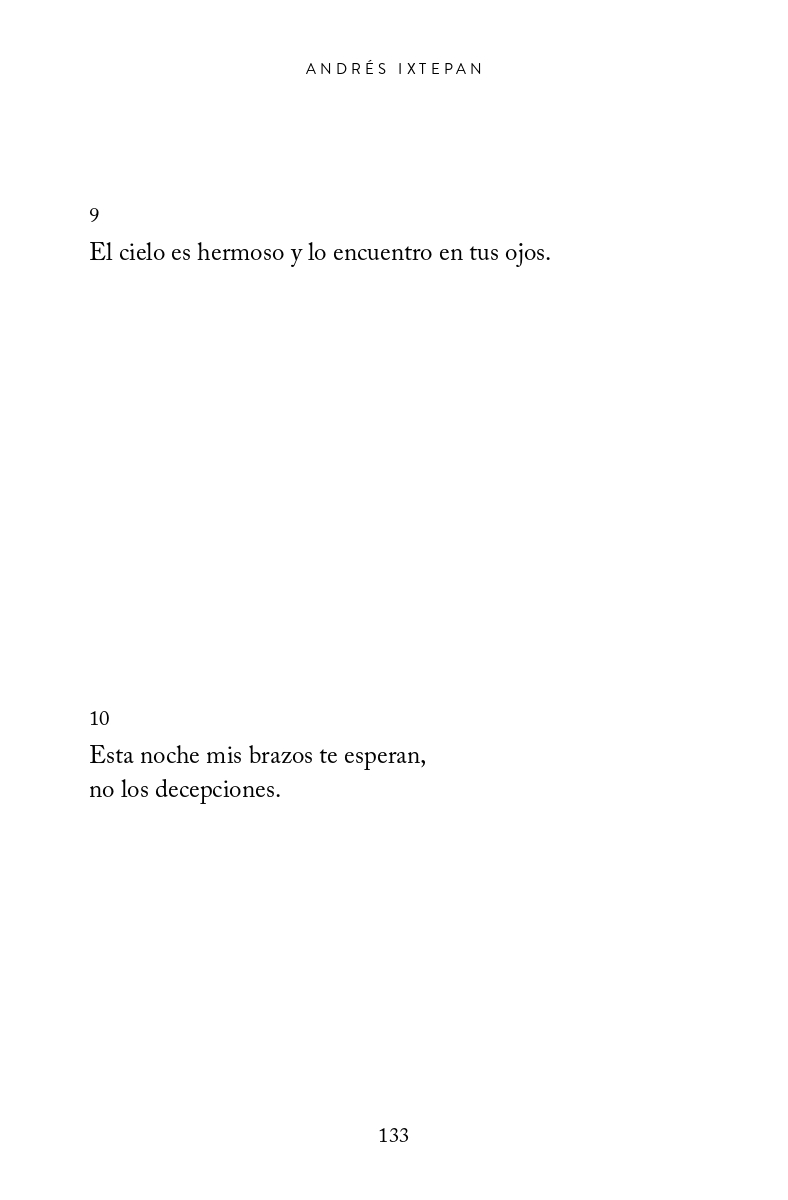 ANDRÉS IXTEPAN
9
El cielo es hermoso y lo encuentro en tus ojos.
10
Esta noche mis brazos te esperan,
no los decepciones.
133